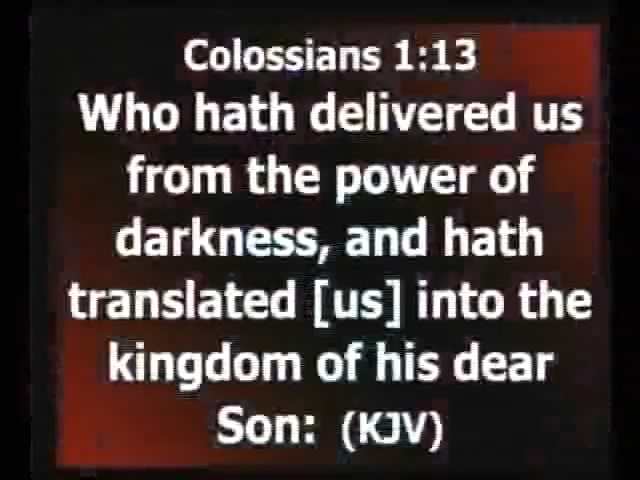 Colossians 1:13
Who hath delivered us
from the power of
darkness, and hath
translated [us] into the
kingdom of his dear
Son: (KJV)